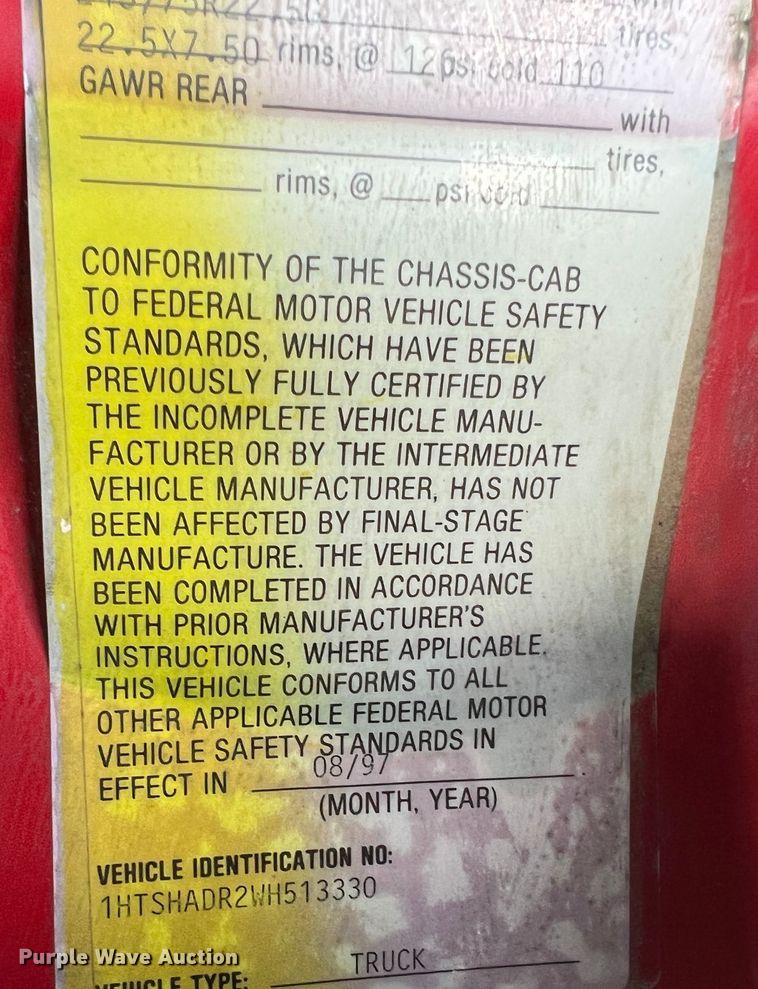 tires,
22.5X7.50 rims, @ 120psi cold 110
GAWR REAR
with
tires,
rims, @ psi cold
CONFORMITY OF THE CHASSIS-CAB
TO FEDERAL MOTOR VEHICLE SAFETY
STANDARDS, WHICH HAVE BEEN
PREVIOUSLY FULLY CERTIFIED BY
THE INCOMPLETE VEHICLE MANU-
FACTURER OR BY THE INTERMEDIATE
VEHICLE MANUFACTURER, HAS NOT
BEEN AFFECTED BY FINAL-STAGE
MANUFACTURE. THE VEHICLE HAS
BEEN COMPLETED IN ACCORDANCE
WITH PRIOR MANUFACTURER'S
INSTRUCTIONS, WHERE APPLICABLE.
THIS VEHICLE CONFORMS TO ALL
OTHER APPLICABLE FEDERAL MOTOR
VEHICLE SAFETY STANDARDS IN
EFFECT IN 08/97
(MONTH, YEAR)
VEHICLE IDENTIFICATION NO:
1HTSHADR2WH513330
Purple Wave Auction
VEHICLE TYPE: TRUCK